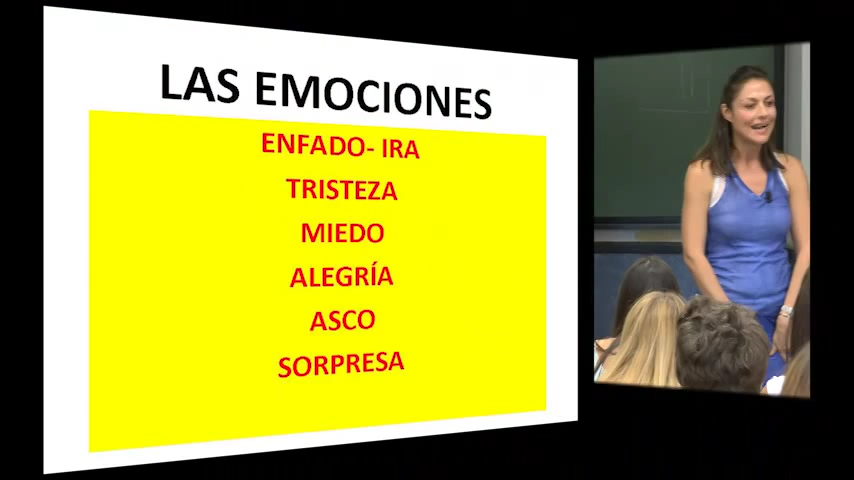 LAS EMOCIONES
ENFADO- IRA
TRISTEZA
MIEDO
ALEGRÍA
ASCO
SORPRESA